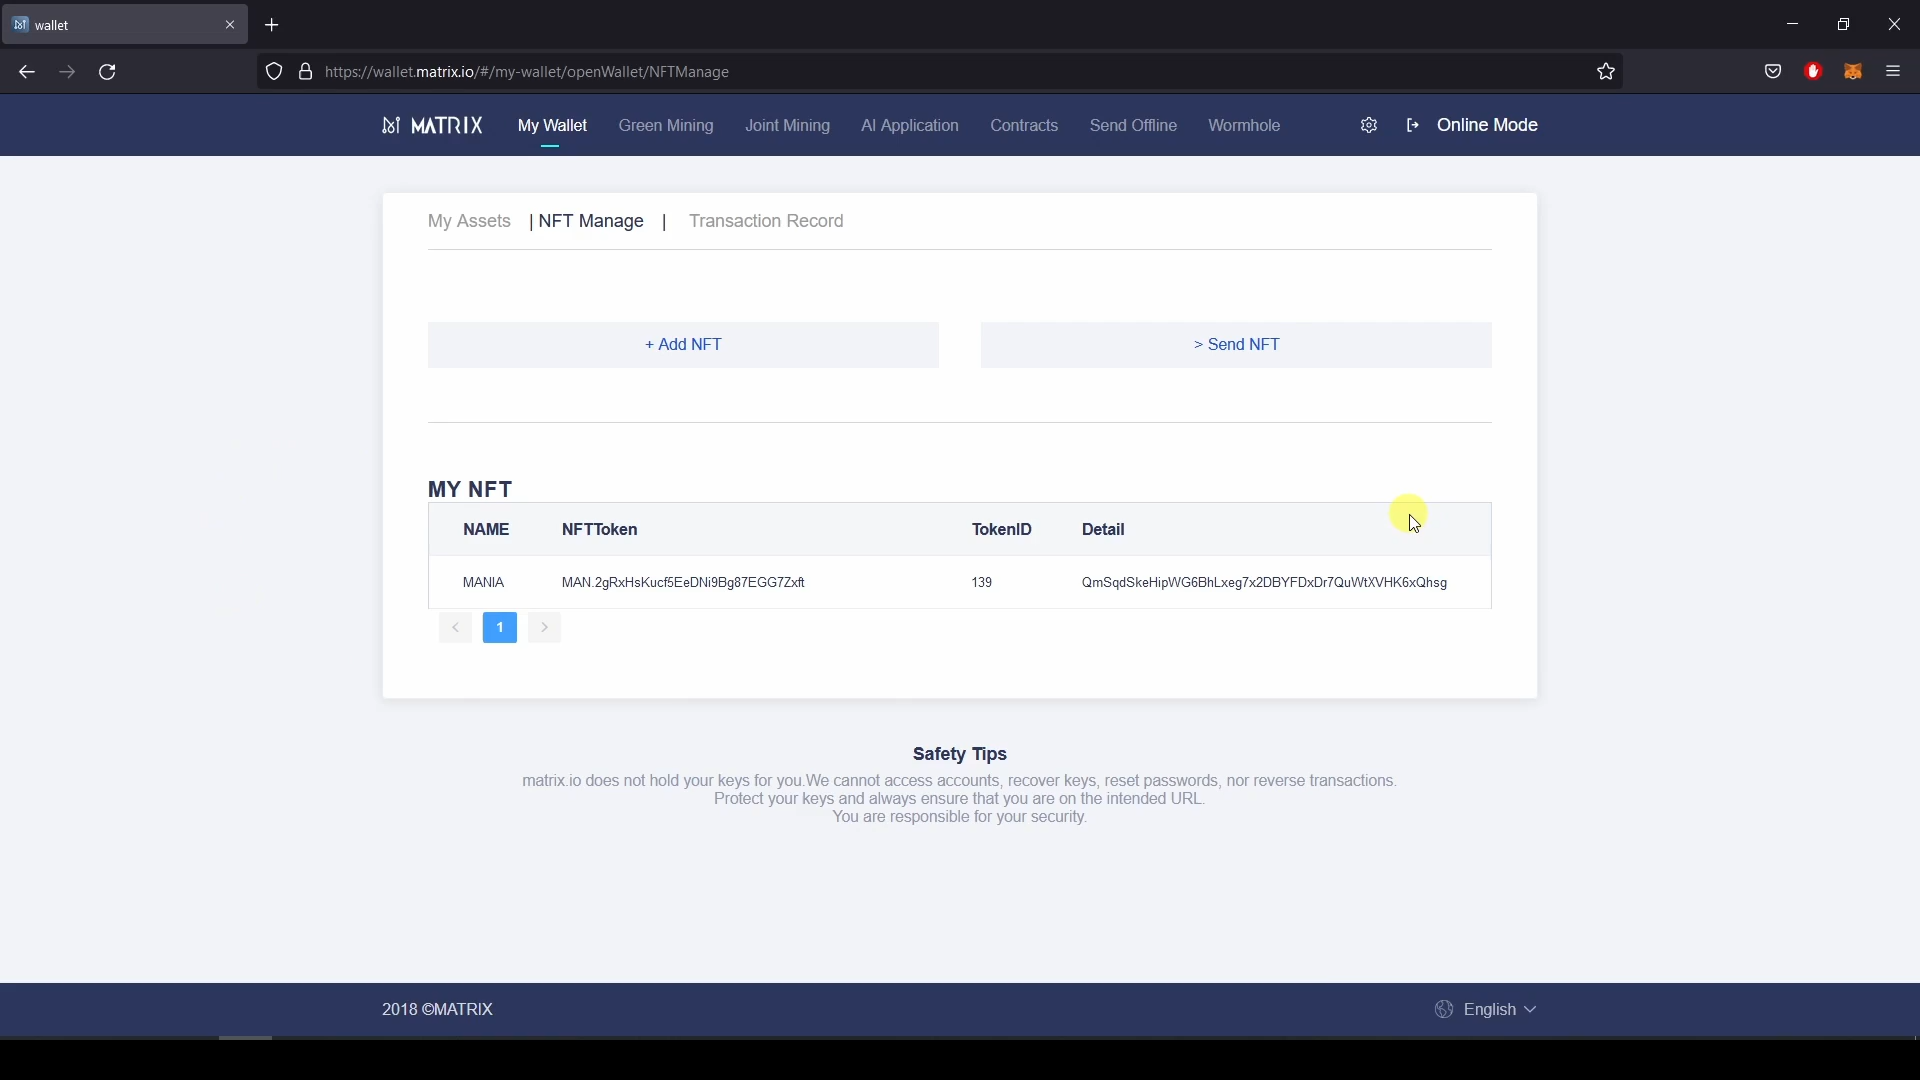 wallet
https://wallet.matrix.io/#/my-wallet/openWallet/NFTManage
MATRIX My Wallet Green Mining Joint Mining AI Application Contracts Send Offline Wormhole Online Mode
My Assets | NFT Manage | Transaction Record
+ Add NFT > Send NFT
MY NFT
NAME NFTToken TokenID Detail
MANIA MAN.2gRxHsKucf5EeDNi9Bg87EGG7Zxft 139 QmSqdSkeHipWG6BhLxeg7x2DBYFDxDr7QuWtXVHK6xQhsg
< 1 >
Safety Tips
matrix.io does not hold your keys for you.We cannot access accounts, recover keys, reset passwords, nor reverse transactions.
Protect your keys and always ensure that you are on the intended URL.
You are responsible for your security.
2018 ©MATRIX English